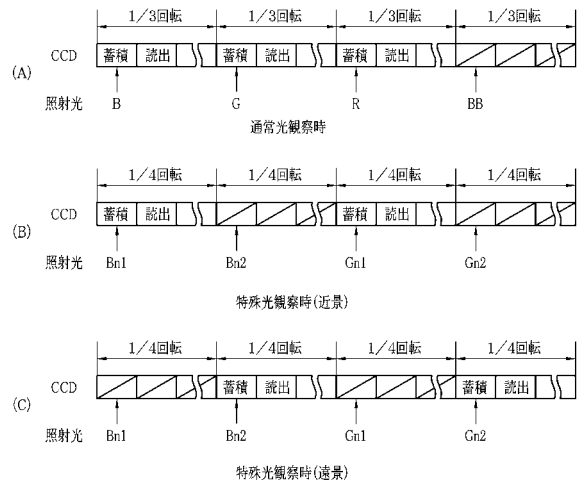 1／3回転 1／3回転 1／3回転 1／3回転
(A) CCD 蓄積 読出 蓄積 読出 蓄積 読出
照射光 B G R BB
通常光観察時
1／4回転 1／4回転 1／4回転 1／4回転
(B) CCD 蓄積 読出 蓄積 読出
照射光 Bn1 Bn2 Gn1 Gn2
特殊光観察時(近景)
1／4回転 1／4回転 1／4回転 1／4回転
(C) CCD 蓄積 読出 蓄積 読出
照射光 Bn1 Bn2 Gn1 Gn2
特殊光観察時(遠景)